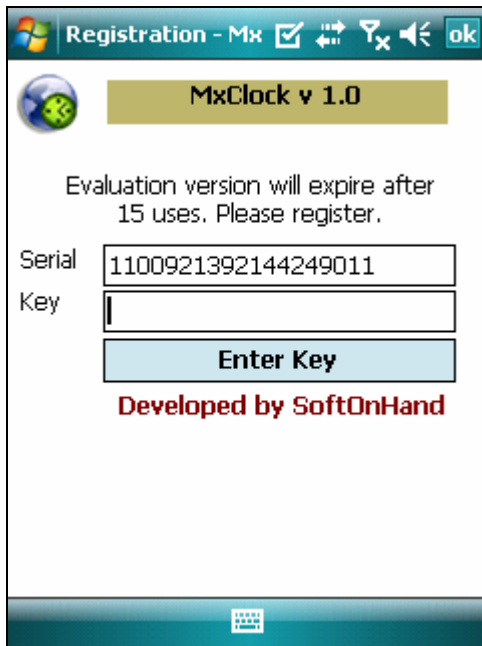 Registration - Mx
ok
MxClock v 1.0
Evaluation version will expire after
15 uses. Please register.
Serial 1100921392144249011
Key
Enter Key
Developed by SoftOnHand